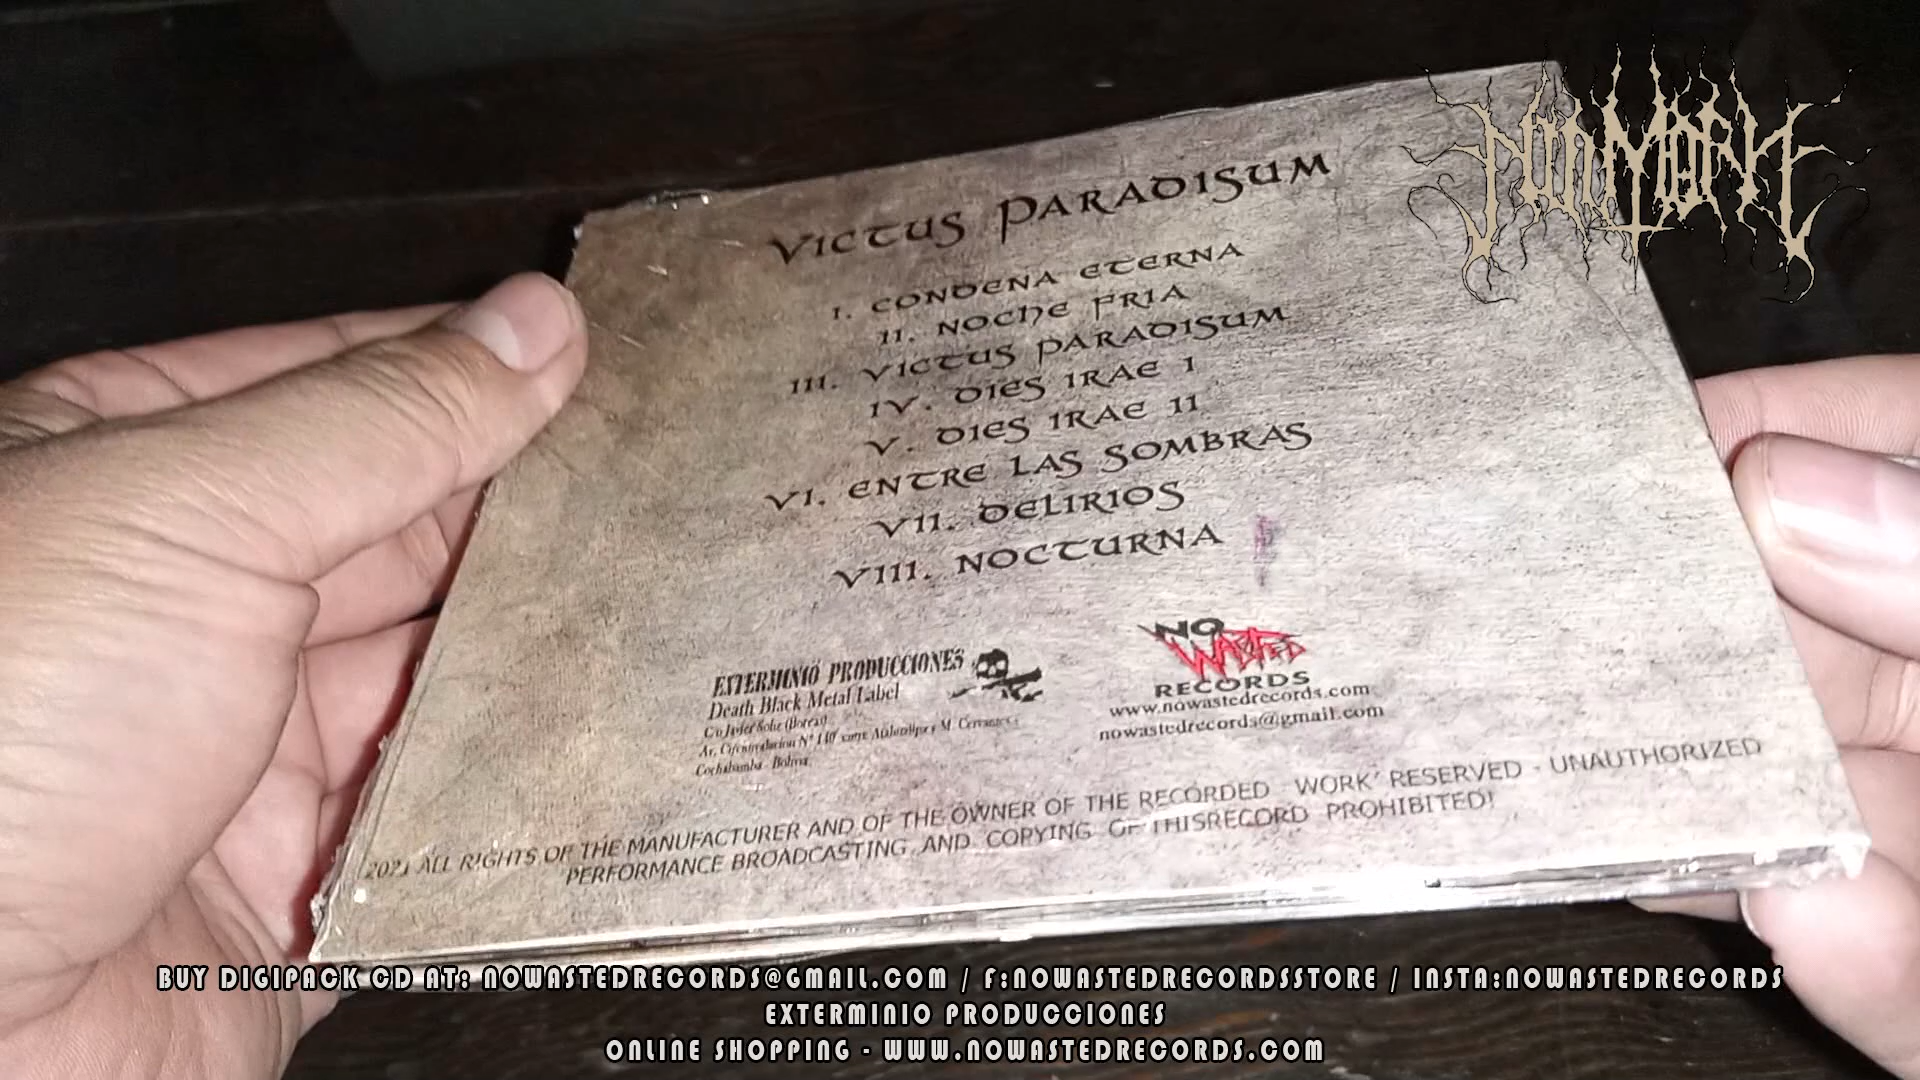 VICTUS PARADISUM
I. CONDENA ETERNA
II. NOCHE FRIA
III. VICTUS PARADISUM
IV. DIES IRAE I
V. DIES IRAE II
VI. ENTRE LAS SOMBRAS
VII. DELIRIOS
VIII. NOCTURNA
EXTERMINIO PRODUCCIONES
Death Black Metal Label
Cochabamba - Bolivia
NO
WASTED
RECORDS
www.nowastedrecords.com
nowastedrecords@gmail.com
ALL RIGHTS OF THE MANUFACTURER AND OF THE OWNER OF THE RECORDED - WORK' RESERVED - UNAUTHORIZED
PERFORMANCE BROADCASTING AND COPYING OF THISRECORD PROHIBITED!
BUY DIGIPACK CD AT: NOWASTEDRECORDS@GMAIL.COM / F:NOWASTEDRECORDSSTORE / INSTA:NOWASTEDRECORDS
EXTERMINIO PRODUCCIONES
ONLINE SHOPPING - WWW.NOWASTEDRECORDS.COM